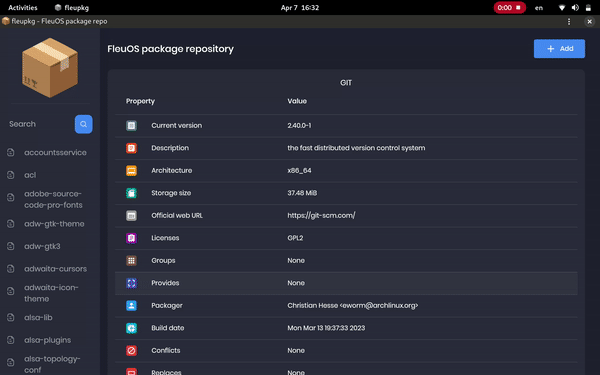 Activities
fleupkg
Apr 7 16:32
0:00
en
fleupkg - FleuOS package repo
FleuOS package repository
Add
Search
accountsservice
acl
adobe-source-
code-pro-fonts
adw-gtk-theme
adw-gtk3
adwaita-cursors
adwaita-icon-
theme
alsa-lib
alsa-plugins
alsa-topology-
conf
GIT
Property Value
Current version 2.40.0-1
Description the fast distributed version control system
Architecture x86_64
Storage size 37.48 MiB
Official web URL https://git-scm.com/
Licenses GPL2
Groups None
Provides None
Packager Christian Hesse <eworm@archlinux.org>
Build date Mon Mar 13 19:37:33 2023
Conflicts None
Replaces None